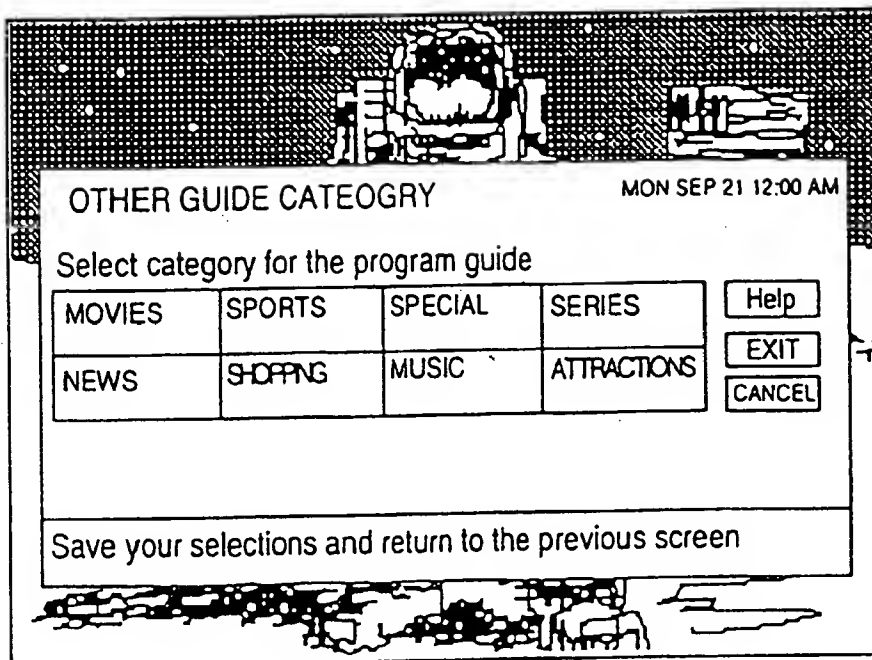 OTHER GUIDE CATEOGRY
MON SEP 21 12:00 AM
Select category for the program guide
MOVIES SPORTS SPECIAL SERIES
Help
NEWS SHOPPING MUSIC ATTRACTIONS
EXIT
CANCEL
Save your selections and return to the previous screen